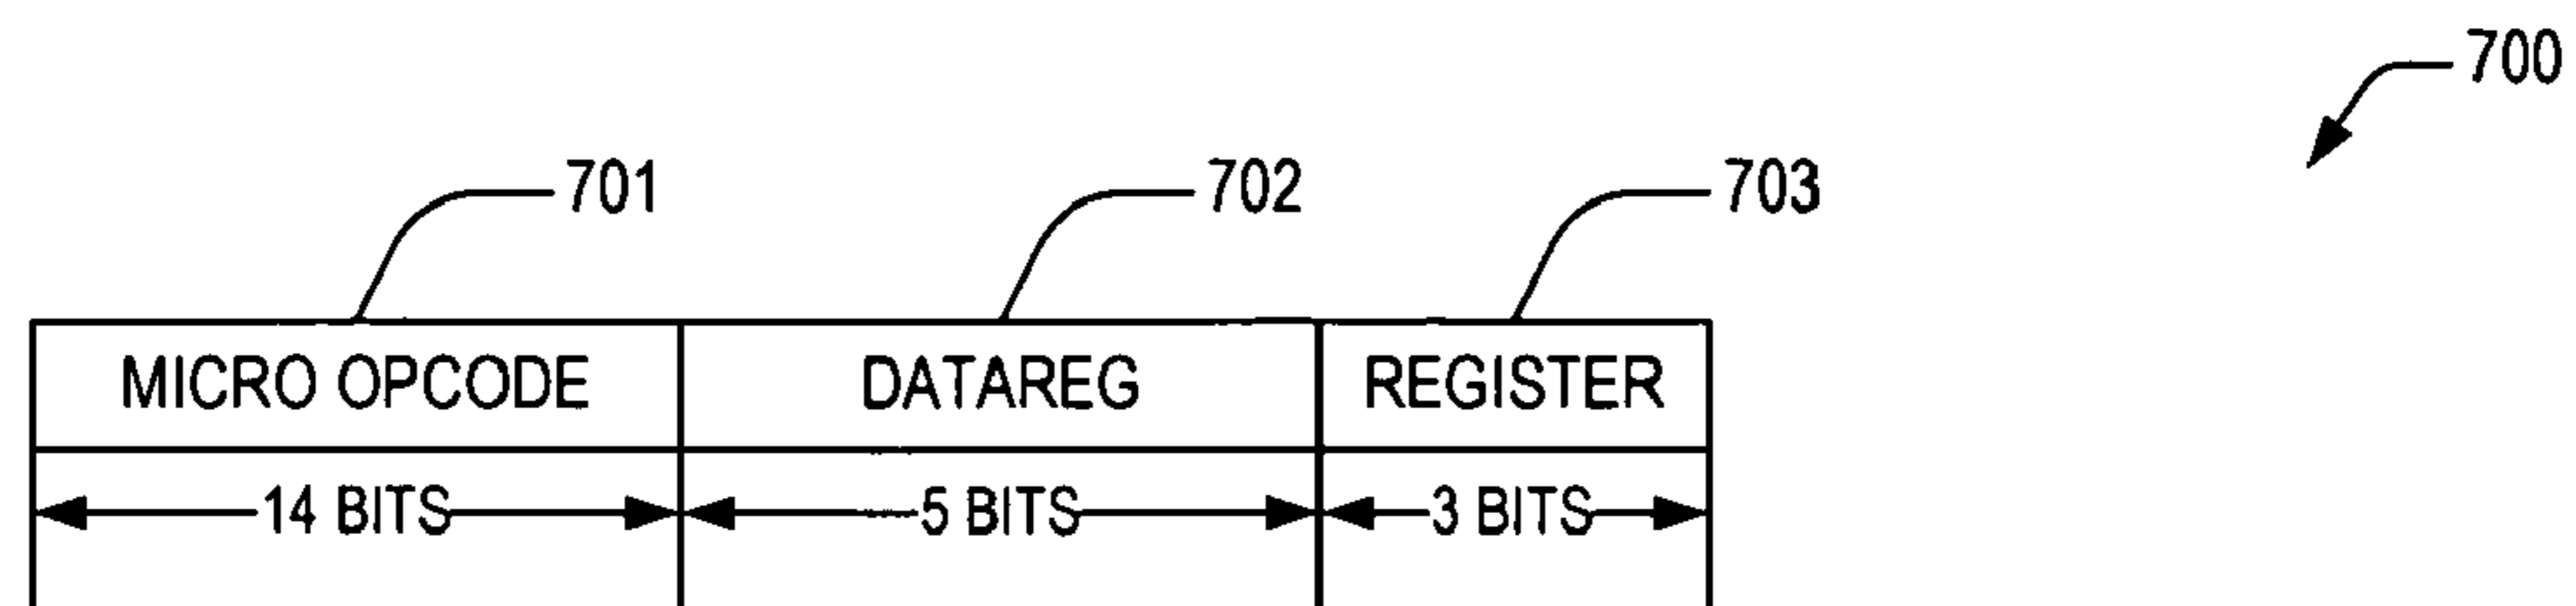 700
701 702 703
MICRO OPCODE DATAREG REGISTER
14 BITS 5 BITS 3 BITS